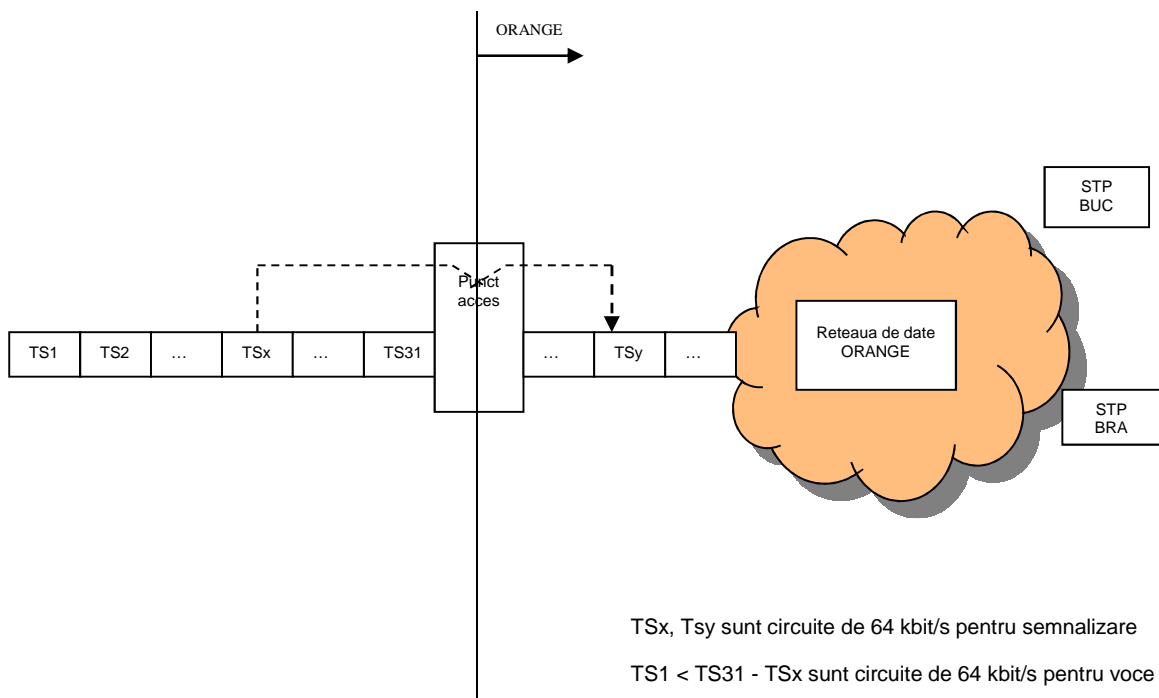 ORANGE
STP
BUC
Punct
acces
TS1 TS2 … TSx … TS31 … TSy …
Reteaua de date
ORANGE
STP
BRA
TSx, Tsy sunt circuite de 64 kbit/s pentru semnalizare
TS1 < TS31 - TSx sunt circuite de 64 kbit/s pentru voce